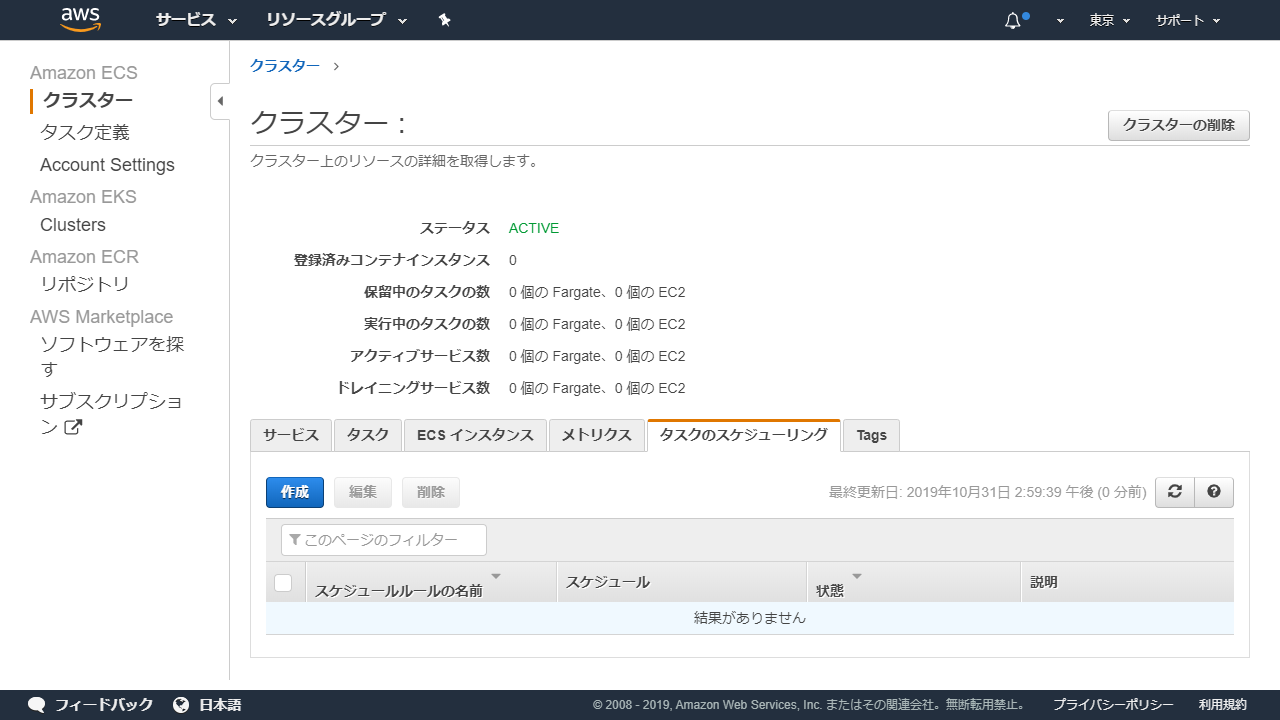 aws サービス リソースグループ 東京 サポート
Amazon ECS
クラスター
タスク定義
Account Settings
Amazon EKS
Clusters
Amazon ECR
リポジトリ
AWS Marketplace
ソフトウェアを探
す
サブスクリプショ
ン
クラスター
クラスター :
クラスターの削除
クラスター上のリソースの詳細を取得します。
ステータス ACTIVE
登録済みコンテナインスタンス 0
保留中のタスクの数 0 個の Fargate、0 個の EC2
実行中のタスクの数 0 個の Fargate、0 個の EC2
アクティブサービス数 0 個の Fargate、0 個の EC2
ドレイニングサービス数 0 個の Fargate、0 個の EC2
サービス タスク ECS インスタンス メトリクス タスクのスケジューリング Tags
作成 編集 削除 最終更新日: 2019年10月31日 2:59:39 午後 (0 分前)
このページのフィルター
スケジュールルールの名前 スケジュール 状態 説明
結果がありません
フィードバック 日本語 © 2008 - 2019, Amazon Web Services, Inc. またはその関連会社。無断転用禁止。 プライバシーポリシー 利用規約